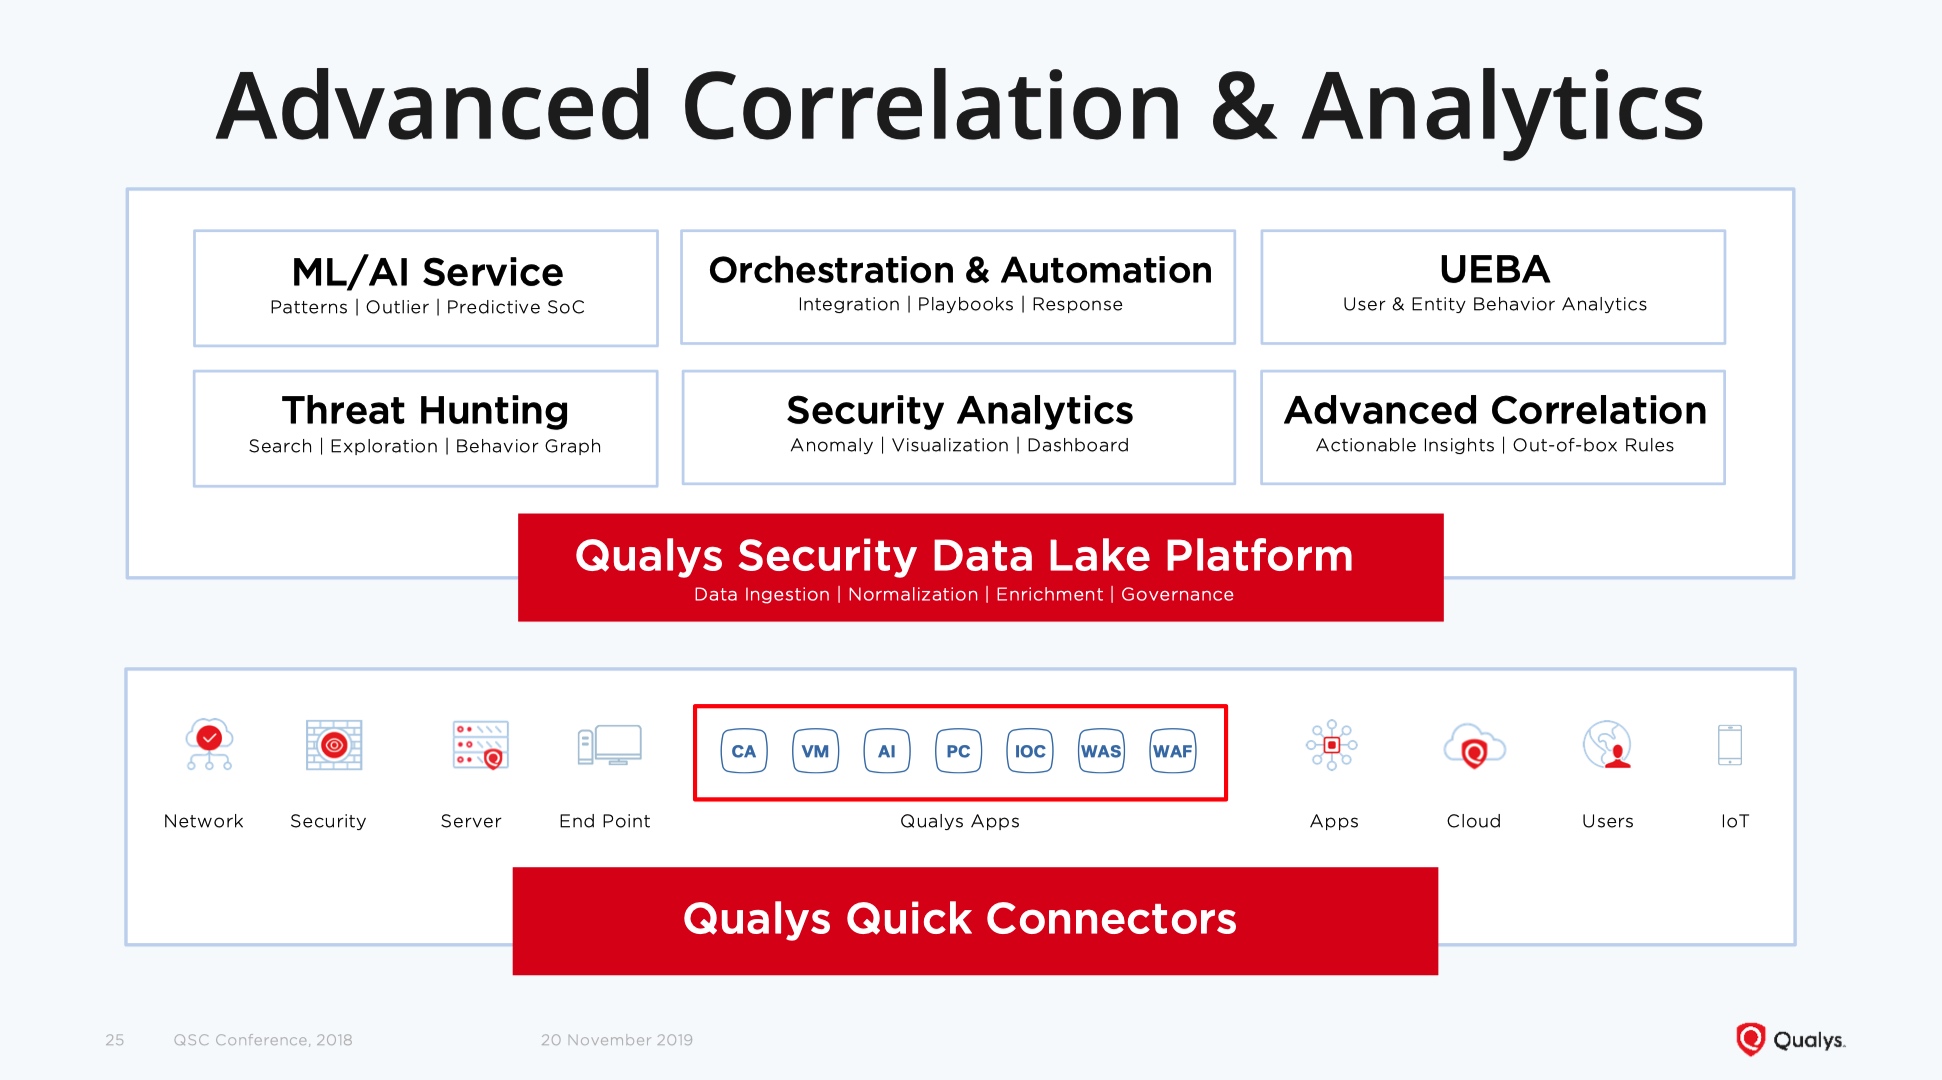 Advanced Correlation & Analytics
ML/AI Service
Patterns | Outlier | Predictive SoC
Orchestration & Automation
Integration | Playbooks | Response
UEBA
User & Entity Behavior Analytics
Threat Hunting
Search | Exploration | Behavior Graph
Security Analytics
Anomaly | Visualization | Dashboard
Advanced Correlation
Actionable Insights | Out-of-box Rules
Qualys Security Data Lake Platform
Data Ingestion | Normalization | Enrichment | Governance
CA VM AI PC IOC WAS WAF
Network Security Server End Point Qualys Apps Apps Cloud Users IoT
Qualys Quick Connectors
25 QSC Conference, 2018 20 November 2019
Qualys.